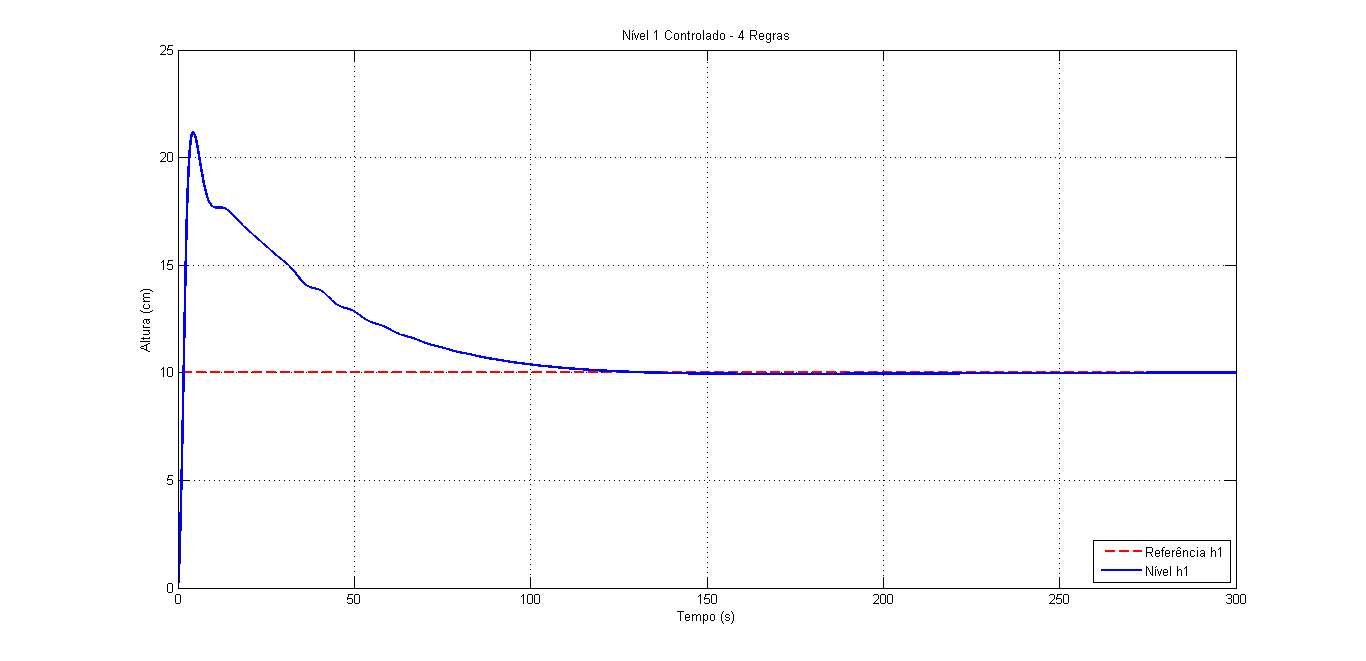 Nível 1 Controlado - 4 Regras
25
20
15
10
5
0
Altura (cm)
0 50 100 150 200 250 300
Tempo (s)
Referência h1
Nível h1